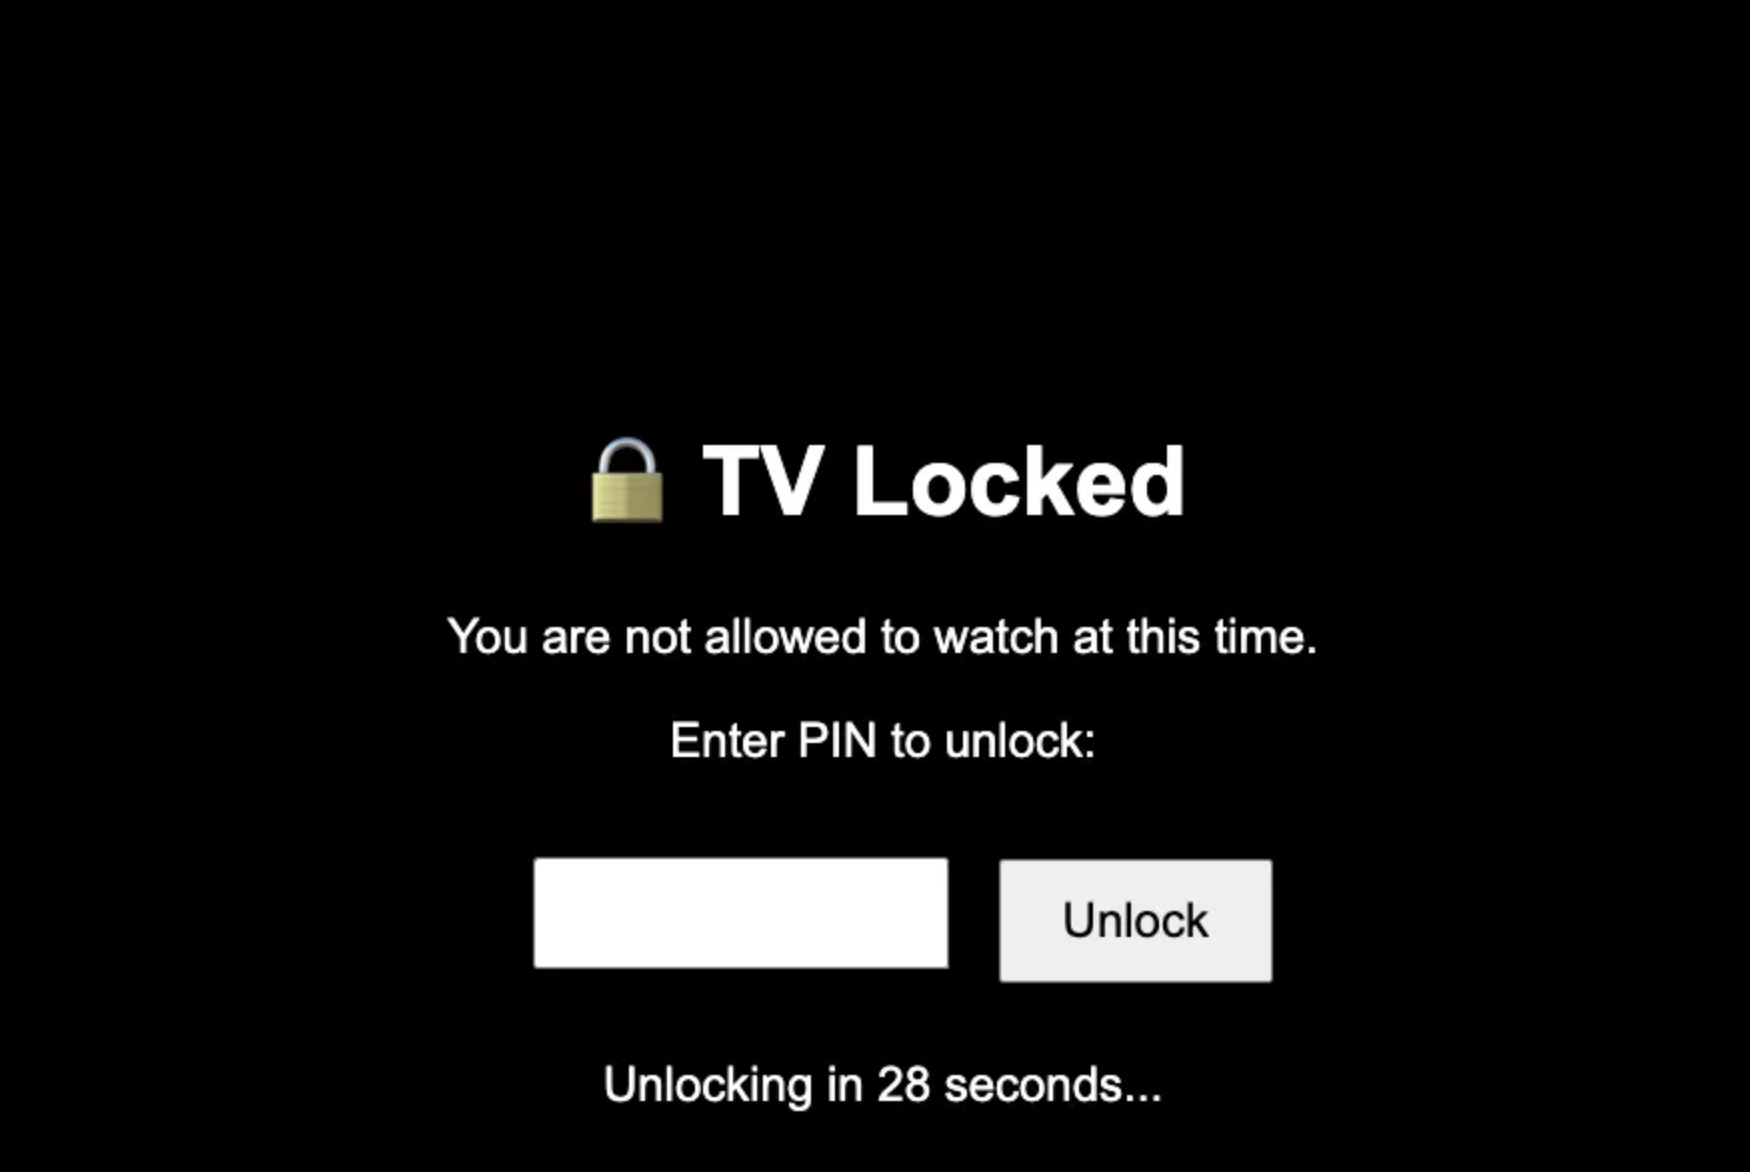 🔒 TV Locked
You are not allowed to watch at this time.
Enter PIN to unlock:
Unlock
Unlocking in 28 seconds...